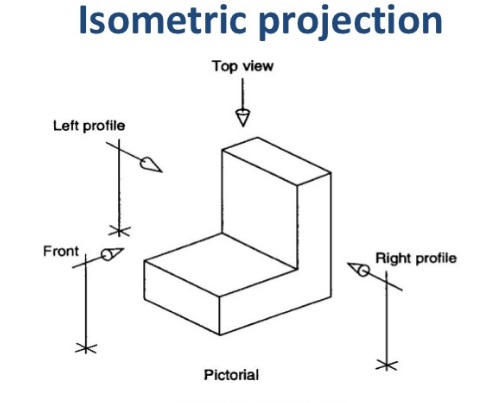 Isometric projection
Top view
Left profile
Front
Right profile
Pictorial